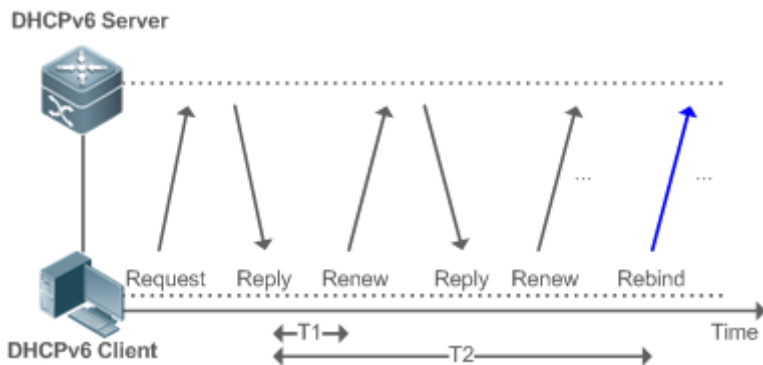 DHCPv6 Server
... ...
Request Reply Renew Reply Renew Rebind
Time
T1
DHCPv6 Client
T2